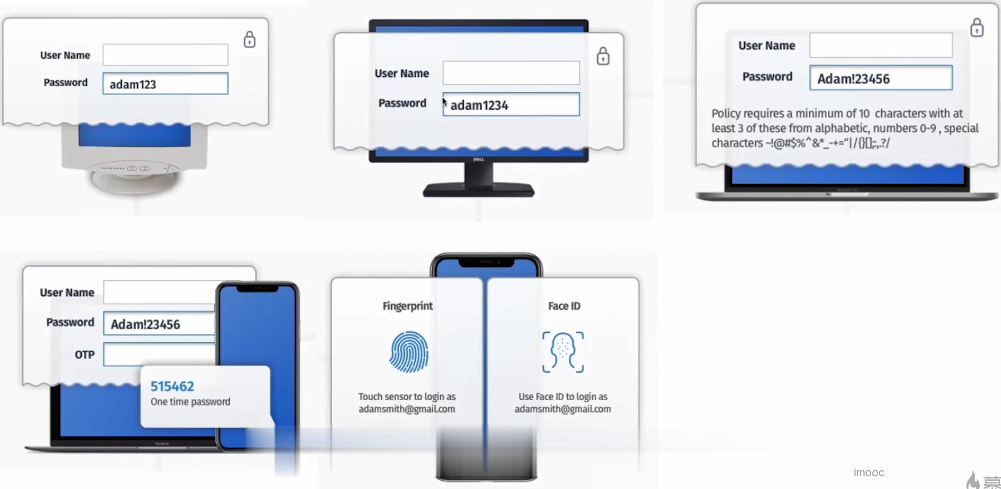 User Name
Password
adam123
User Name
Password
adam1234
DELL
User Name
Password
Adam!23456
Policy requires a minimum of 10 characters with at
least 3 of these from alphabetic, numbers 0-9 , special
characters ~!@#$%^&*_-+="|/{}[];:,.?/
User Name
Password
Adam!23456
OTP
515462
One time password
MacBook
Fingerprint
Touch sensor to login as
adamsmith@gmail.com
Face ID
Use Face ID to login as
adamsmith@gmail.com
imooc
慕